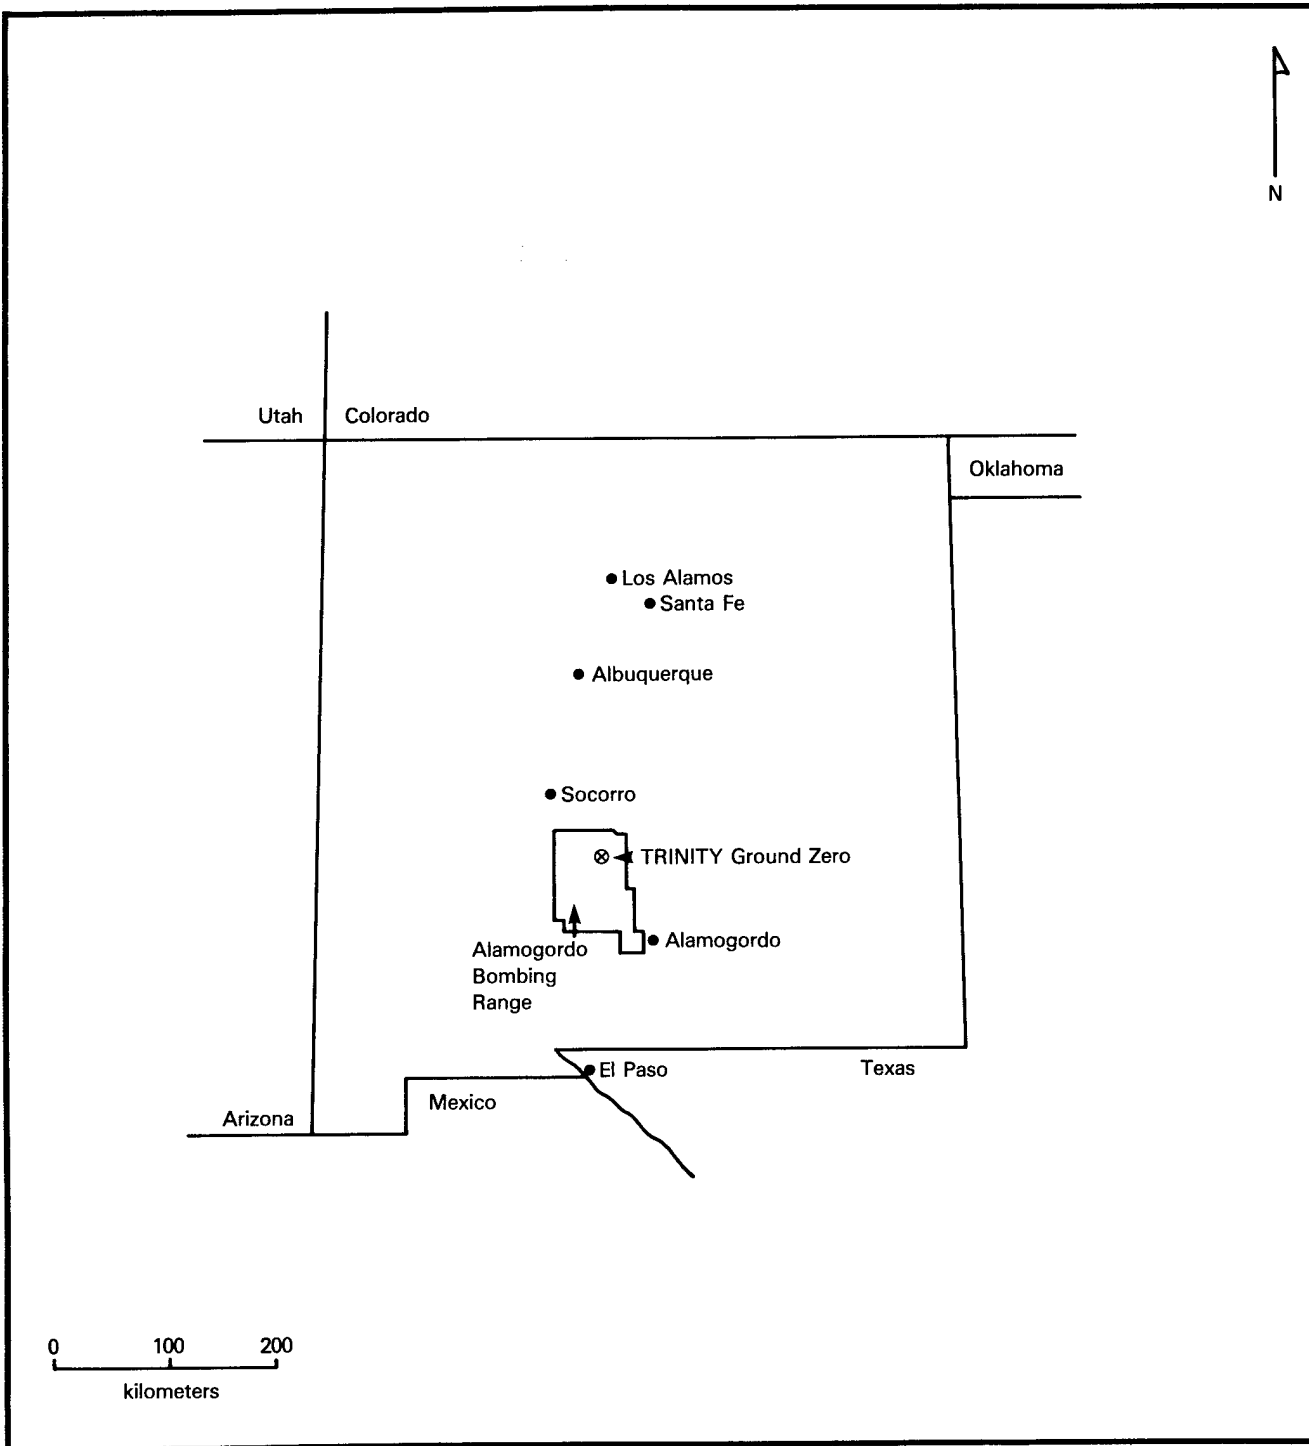 N
Utah
Colorado
Oklahoma
Los Alamos
Santa Fe
Albuquerque
Socorro
TRINITY Ground Zero
Alamogordo
Alamogordo
Bombing
Range
El Paso
Texas
Mexico
Arizona
0 100 200
kilometers